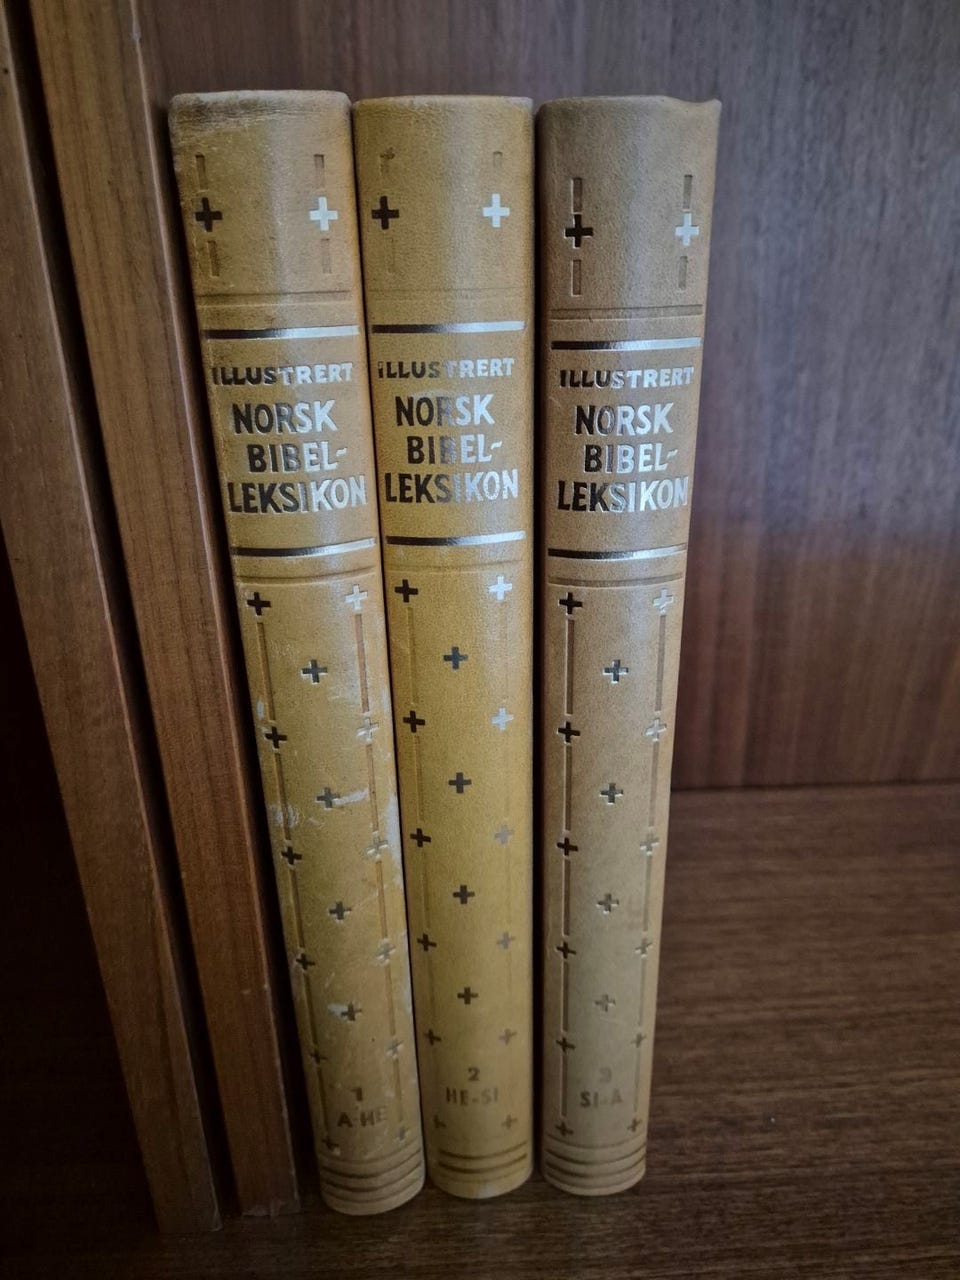 ILLUSTRERT
NORSK
BIBEL-
LEKSIKON
1
A-HE
ILLUSTRERT
NORSK
BIBEL-
LEKSIKON
2
HE-SI
ILLUSTRERT
NORSK
BIBEL-
LEKSIKON
3
SI-Å